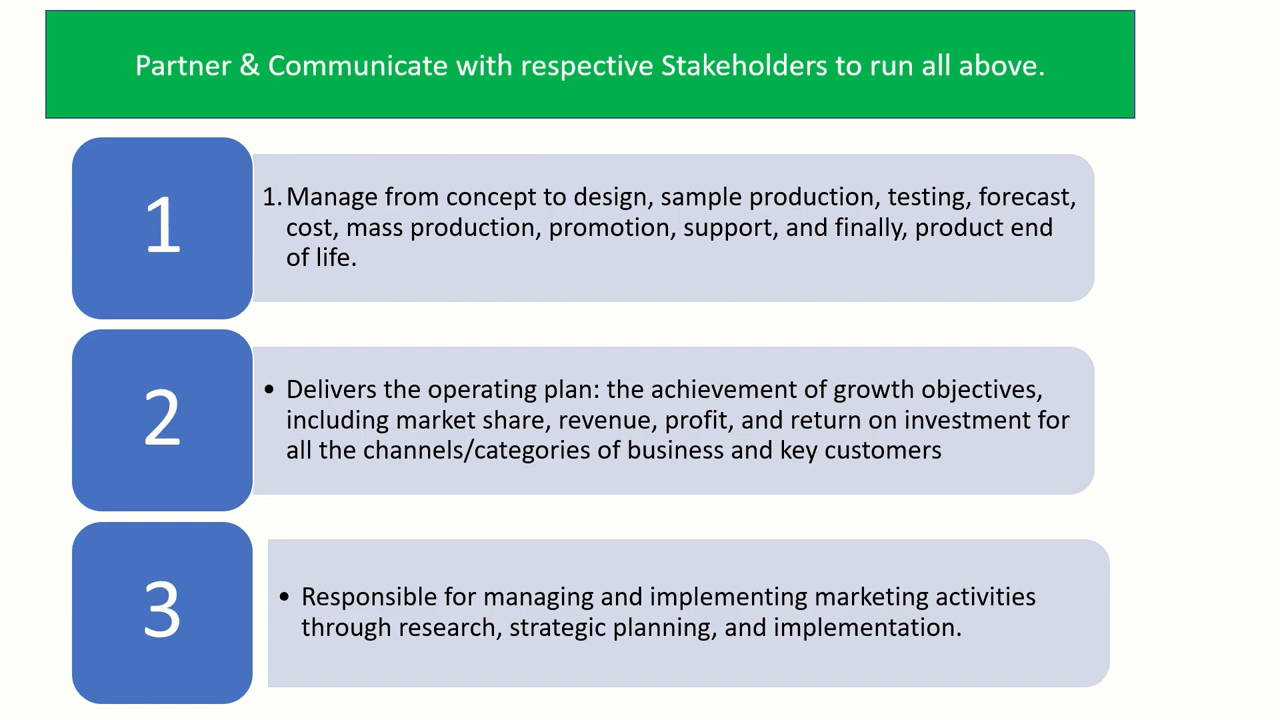 Partner & Communicate with respective Stakeholders to run all above.
1
1. Manage from concept to design, sample production, testing, forecast,
cost, mass production, promotion, support, and finally, product end
of life.
2
• Delivers the operating plan: the achievement of growth objectives,
including market share, revenue, profit, and return on investment for
all the channels/categories of business and key customers
3
• Responsible for managing and implementing marketing activities
through research, strategic planning, and implementation.